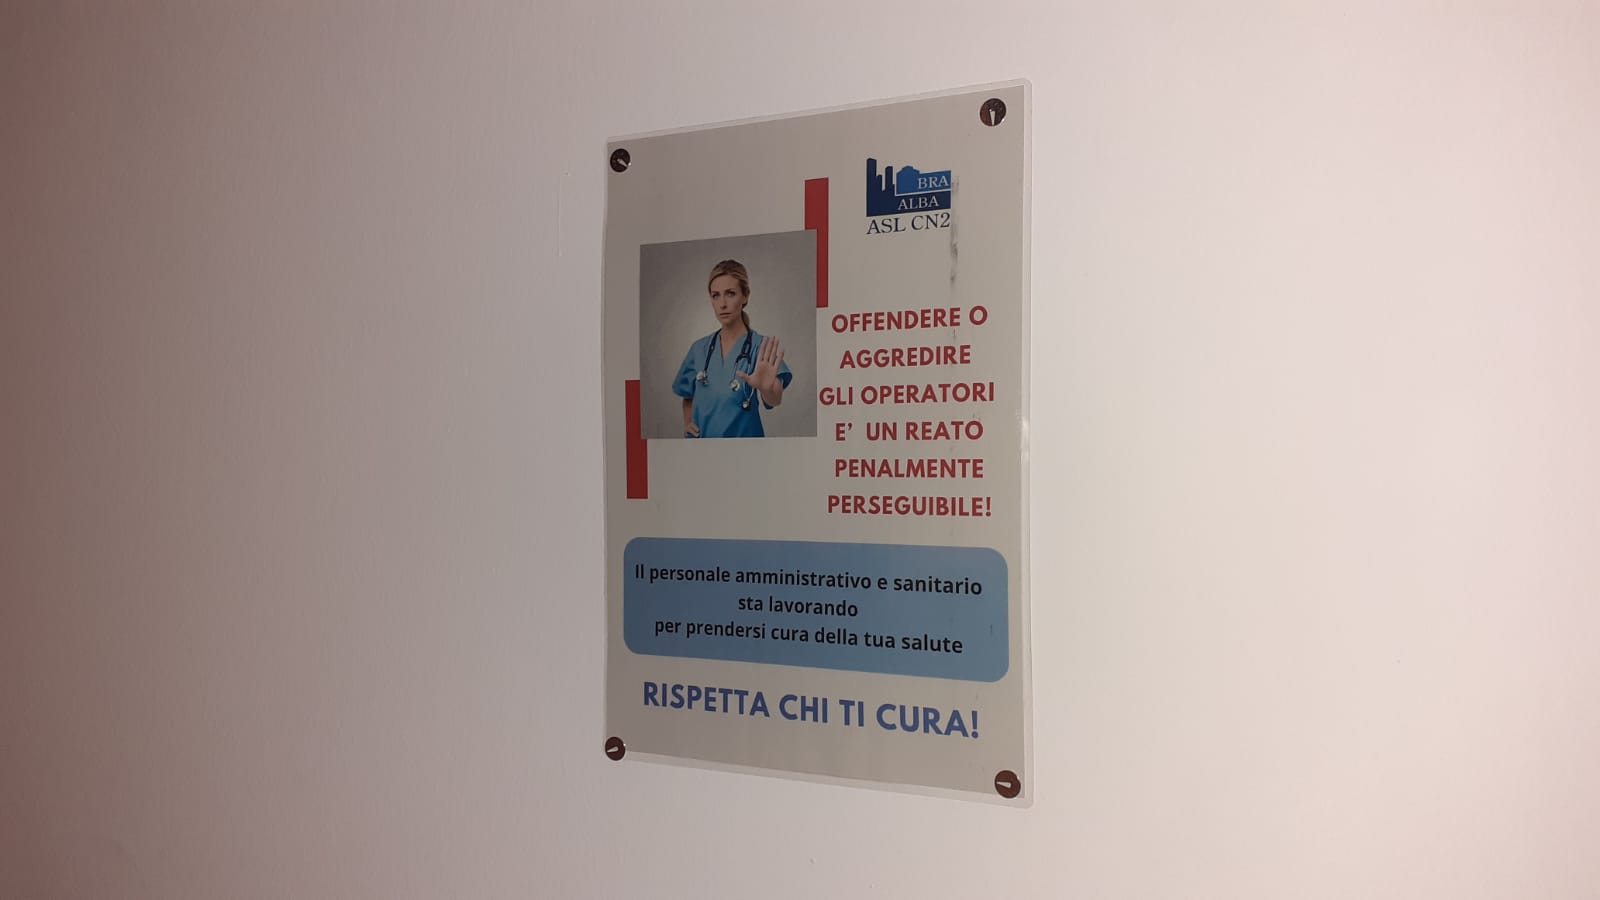 BRA
ALBA
ASL CN2
OFFENDERE O
AGGREDIRE
GLI OPERATORI
E’ UN REATO
PENALMENTE
PERSEGUIBILE!
Il personale amministrativo e sanitario
sta lavorando
per prendersi cura della tua salute
RISPETTA CHI TI CURA!